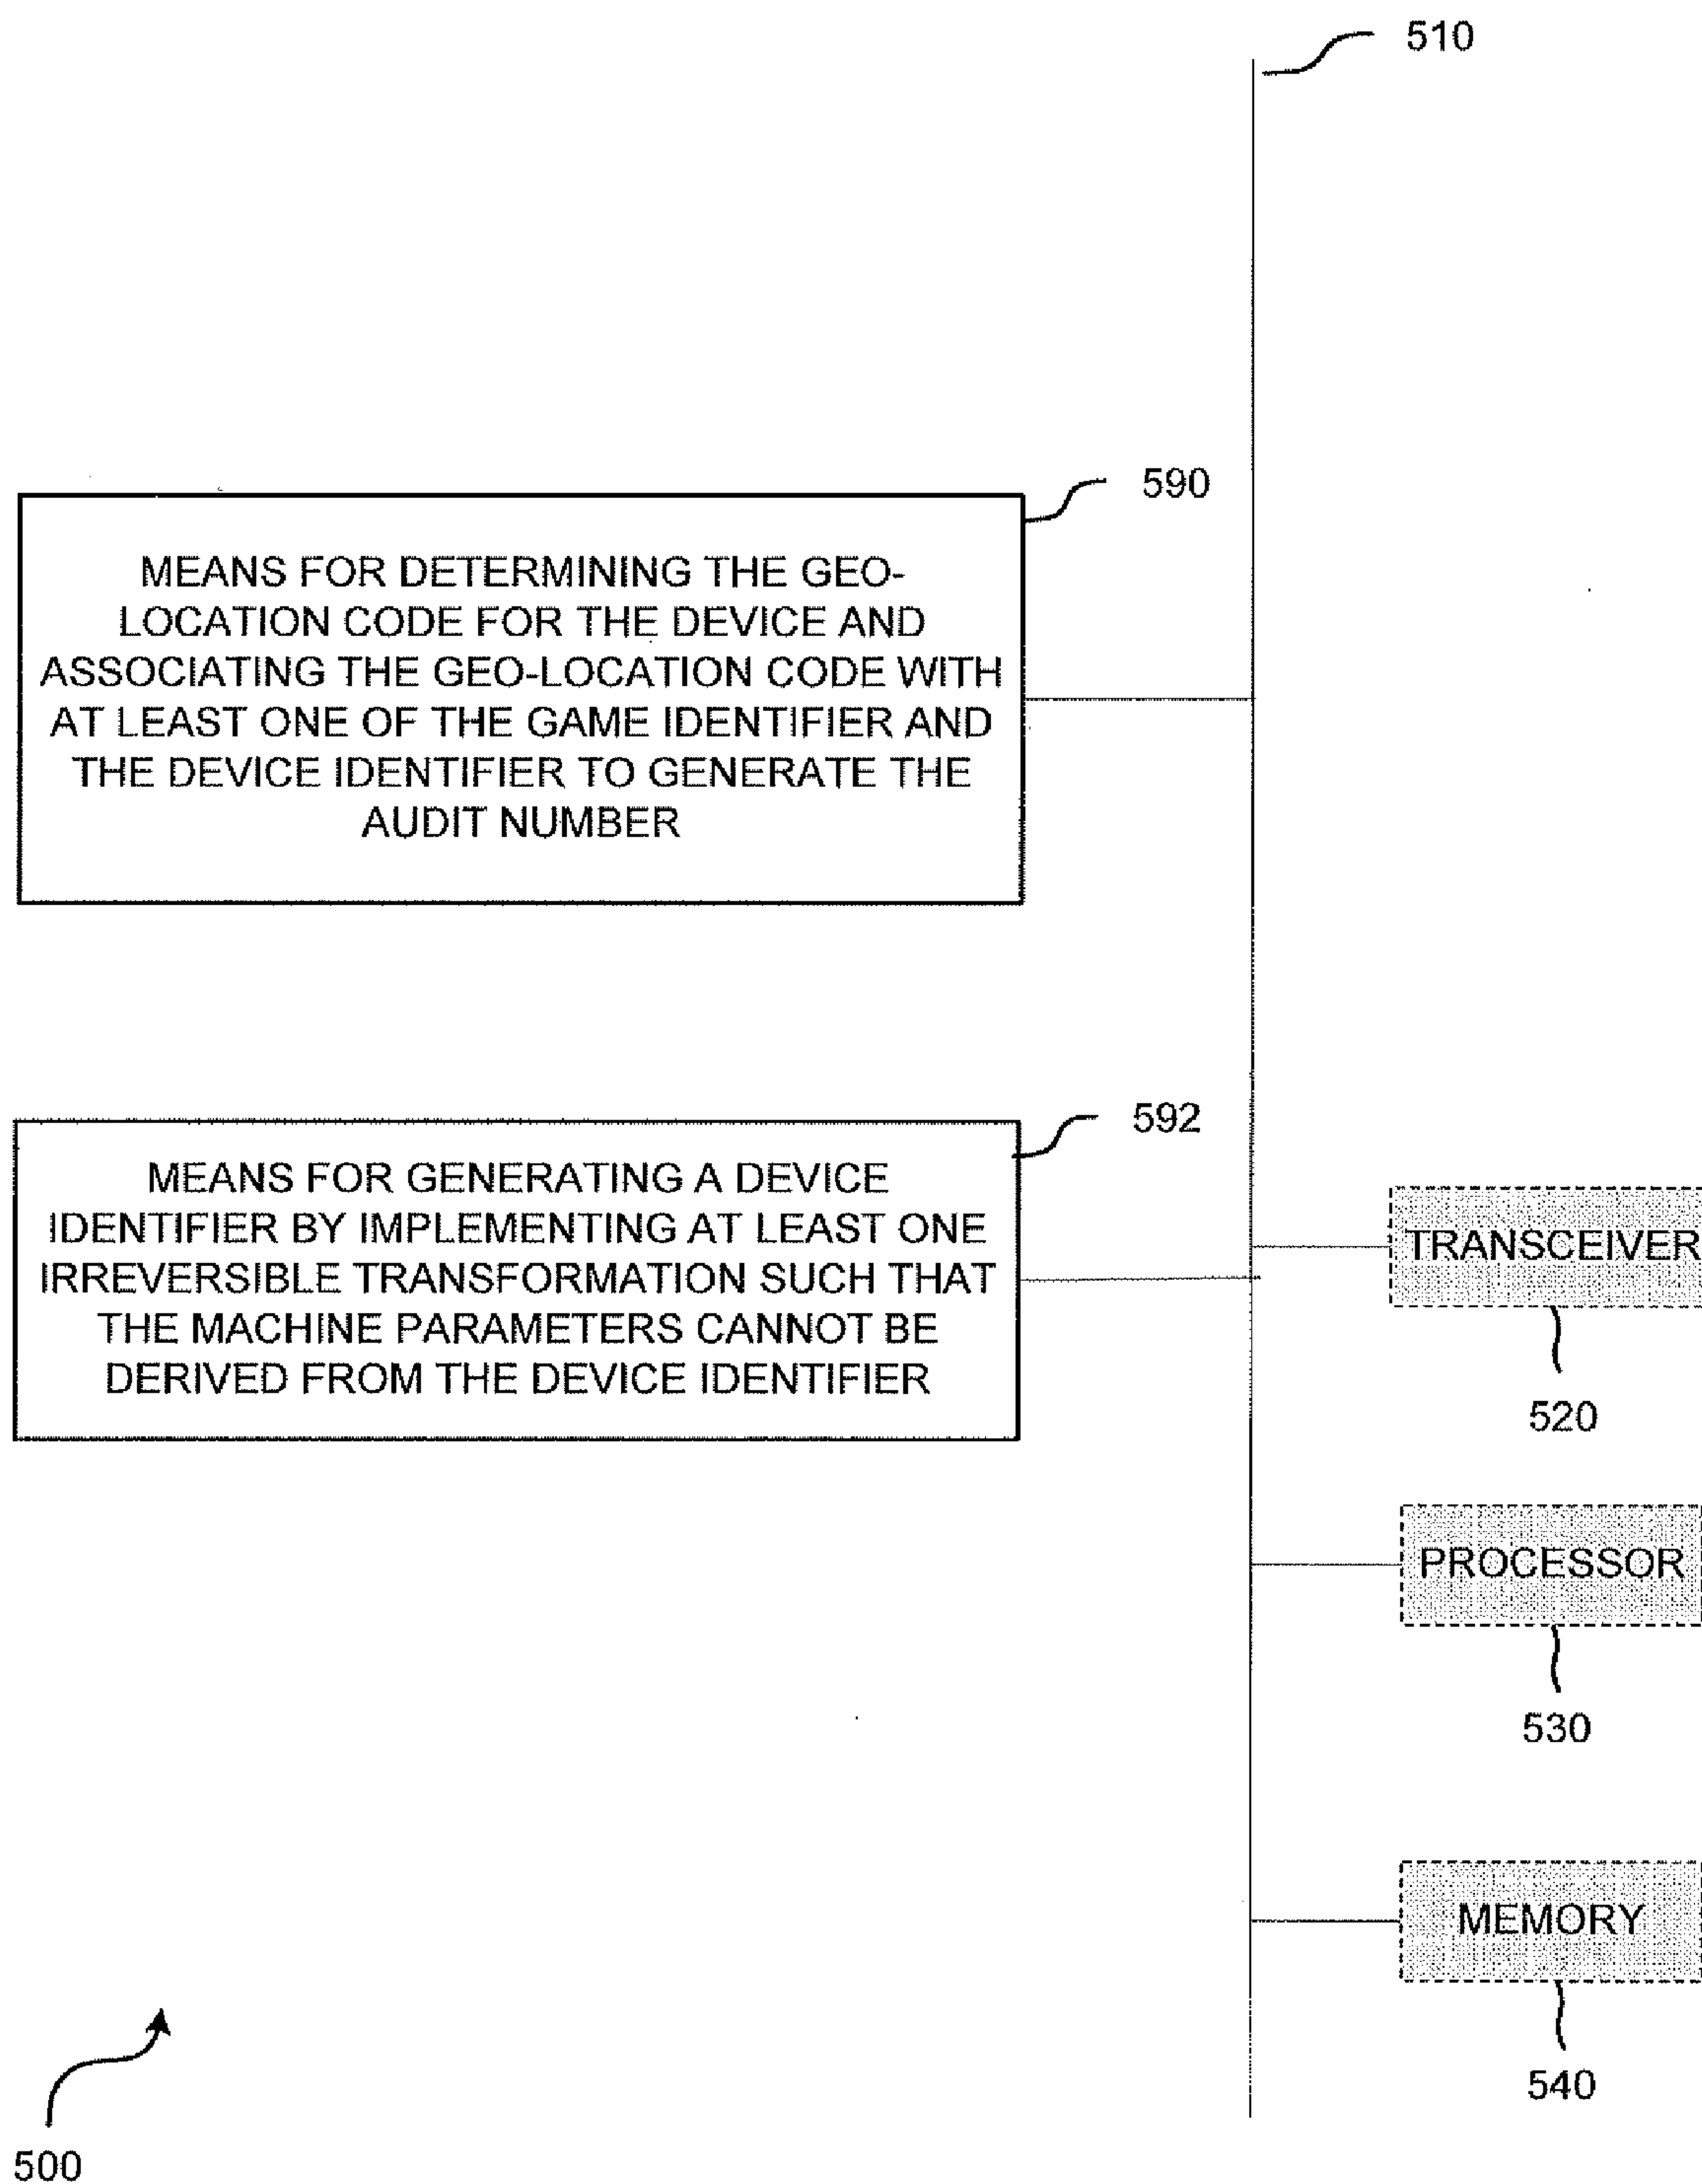 510
590
MEANS FOR DETERMINING THE GEO-
LOCATION CODE FOR THE DEVICE AND
ASSOCIATING THE GEO-LOCATION CODE WITH
AT LEAST ONE OF THE GAME IDENTIFIER AND
THE DEVICE IDENTIFIER TO GENERATE THE
AUDIT NUMBER
592
MEANS FOR GENERATING A DEVICE
IDENTIFIER BY IMPLEMENTING AT LEAST ONE
IRREVERSIBLE TRANSFORMATION SUCH THAT
THE MACHINE PARAMETERS CANNOT BE
DERIVED FROM THE DEVICE IDENTIFIER
TRANSCEIVER
520
PROCESSOR
530
MEMORY
540
500